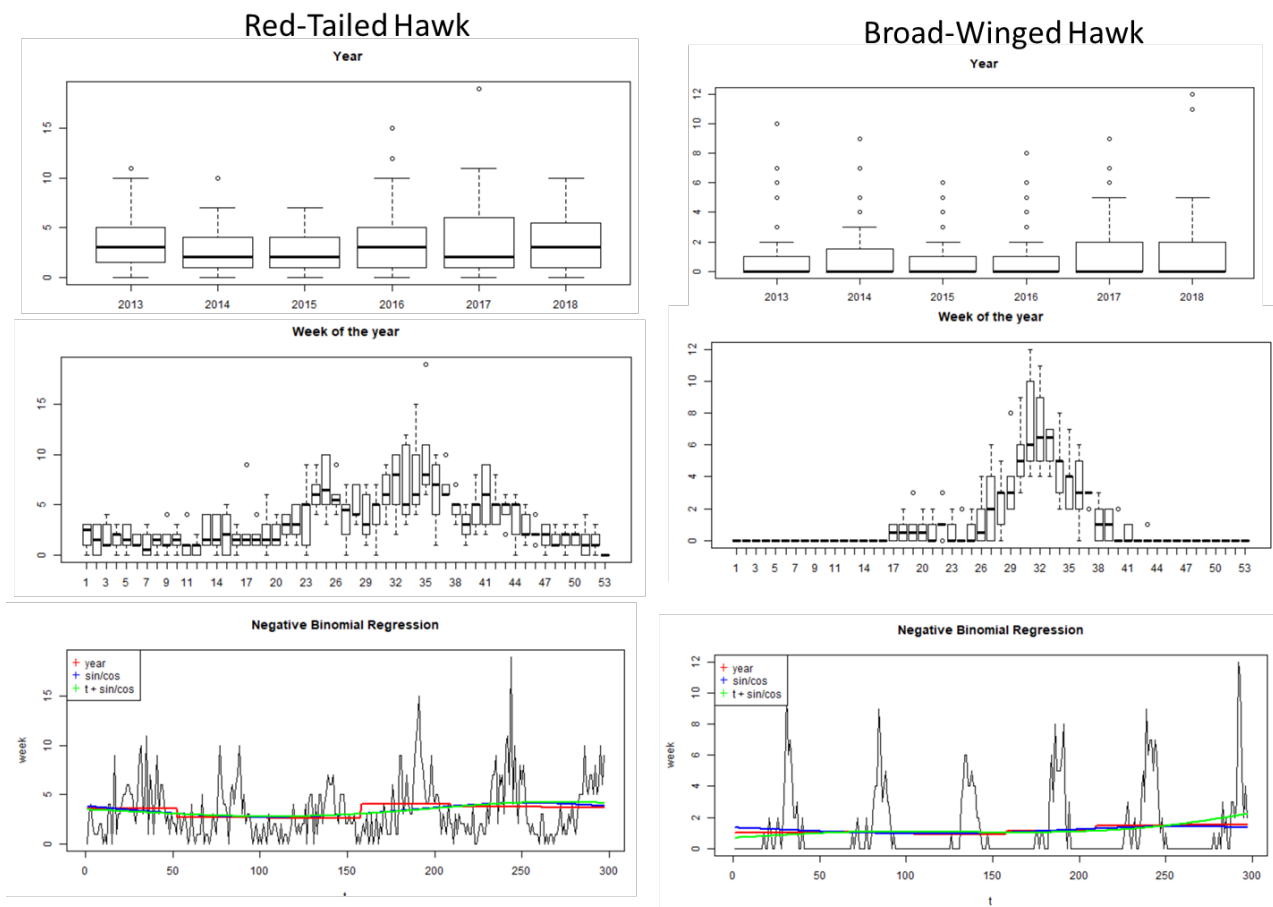 Red-Tailed Hawk
Year
0 5 10 15
2013 2014 2015 2016 2017 2018
Week of the year
0 5 10 15
1 3 5 7 9 11 14 17 20 23 26 29 32 35 38 41 44 47 50 53
Negative Binomial Regression
year
sin/cos
t + sin/cos
week
0 5 10 15
0 50 100 150 200 250 300
Broad-Winged Hawk
Year
0 2 4 6 8 10 12
2013 2014 2015 2016 2017 2018
Week of the year
0 2 4 6 8 10 12
1 3 5 7 9 11 14 17 20 23 26 29 32 35 38 41 44 47 50 53
Negative Binomial Regression
year
sin/cos
t + sin/cos
week
0 2 4 6 8 10 12
0 50 100 150 200 250 300
t